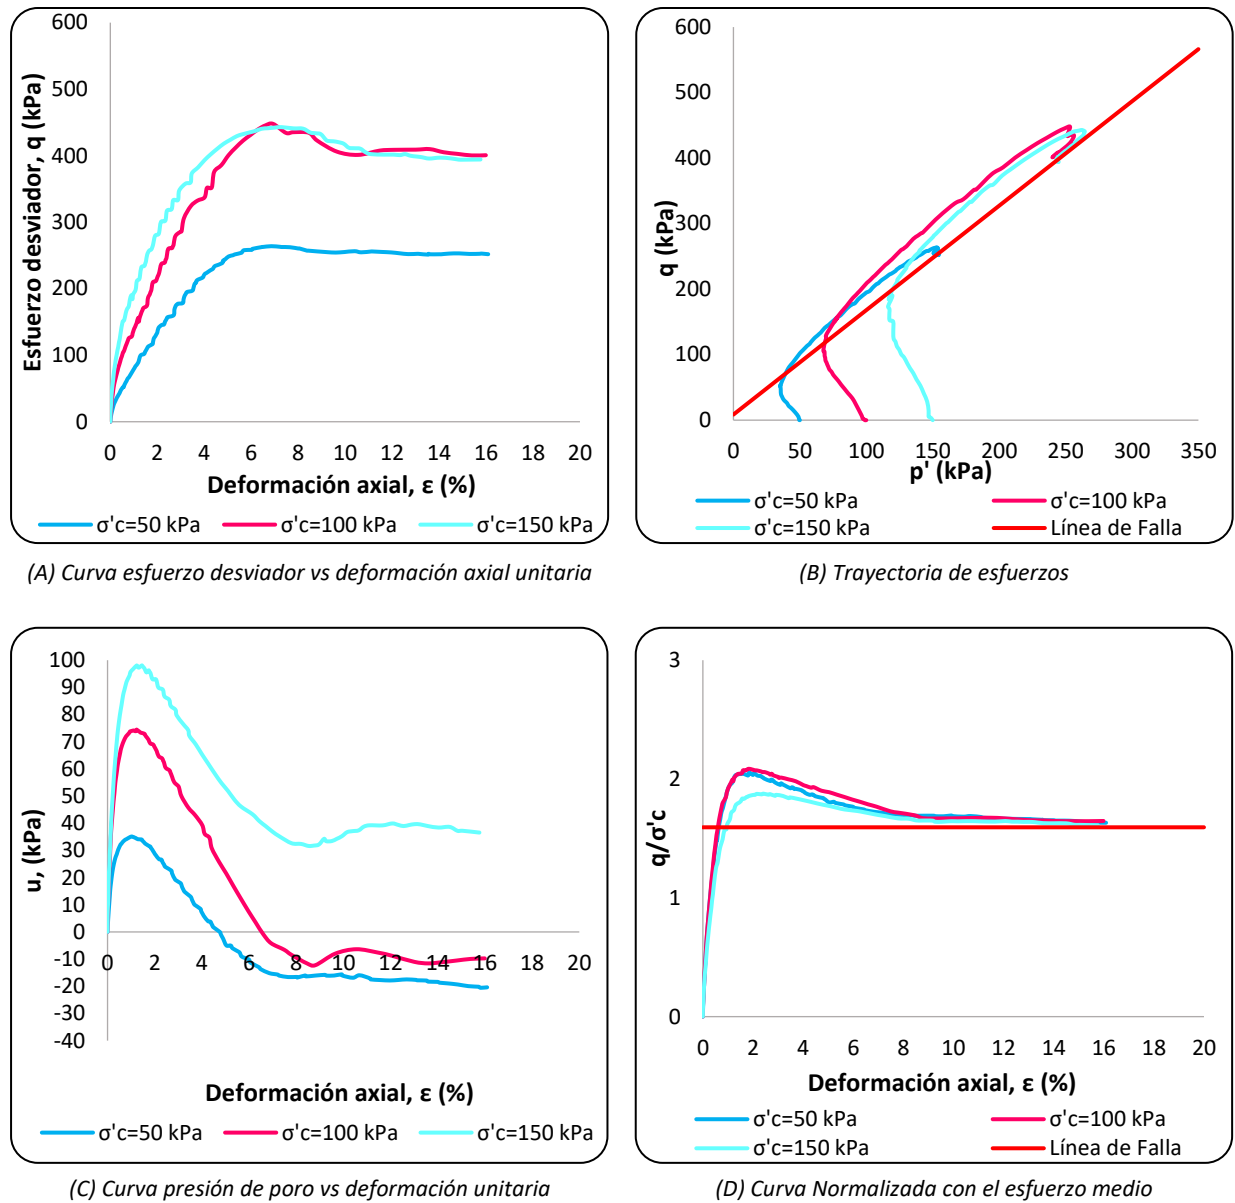 600
500
400
300
200
100
0
Esfuerzo desviador, q (kPa)
0 2 4 6 8 10 12 14 16 18 20
Deformación axial, ε (%)
σ'c=50 kPa σ'c=100 kPa σ'c=150 kPa
(A) Curva esfuerzo desviador vs deformación axial unitaria
600
500
400
300
200
100
0
q (kPa)
0 50 100 150 200 250 300 350
p' (kPa)
σ'c=50 kPa σ'c=100 kPa
σ'c=150 kPa Línea de Falla
(B) Trayectoria de esfuerzos
100
90
80
70
60
50
40
30
20
10
0
-10
-20
-30
-40
u, (kPa)
0 2 4 6 8 10 12 14 16 18 20
Deformación axial, ε (%)
σ'c=50 kPa σ'c=100 kPa σ'c=150 kPa
(C) Curva presión de poro vs deformación unitaria
3
2
1
0
q/σ'c
0 2 4 6 8 10 12 14 16 18 20
Deformación axial, ε (%)
σ'c=50 kPa σ'c=100 kPa
σ'c=150 kPa Línea de Falla
(D) Curva Normalizada con el esfuerzo medio